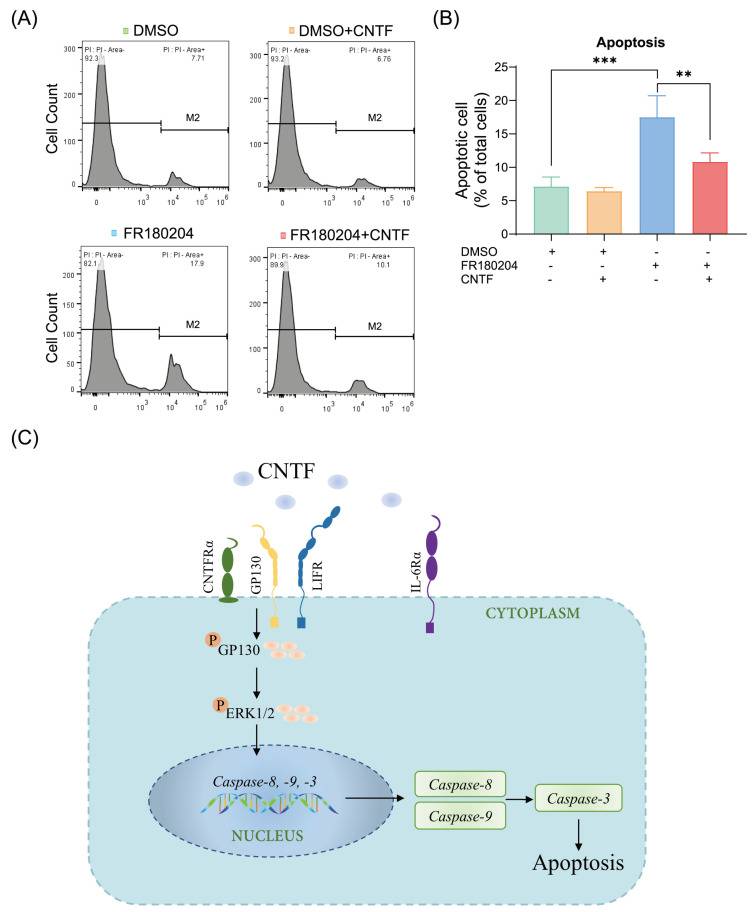 (A)
DMSO
PI : PI - Area-
92.3
PI : PI - Area+
7.71
M2
Cell Count
300
200
100
0
0 10^3 10^4 10^5 10^6
DMSO+CNTF
PI : PI - Area-
93.2
PI : PI - Area+
6.76
M2
300
200
100
0
0 10^3 10^4 10^5 10^6
FR180204
PI : PI - Area-
82.1
PI : PI - Area+
17.9
M2
Cell Count
200
150
100
50
0
0 10^3 10^4 10^5 10^6
FR180204+CNTF
PI : PI - Area-
89.9
PI : PI - Area+
10.1
M2
300
200
100
0
0 10^3 10^4 10^5 10^6
(B)
Apoptosis
Apoptotic cell
(% of total cells)
25
20
15
10
5
0
***
**
DMSO + + - -
FR180204 - - + +
CNTF - + - +
(C)
CNTF
CNTFRα
GP130
LIFR
IL-6Rα
CYTOPLASM
P
GP130
P
ERK1/2
Caspase-8, -9, -3
NUCLEUS
Caspase-8
Caspase-9
Caspase-3
Apoptosis